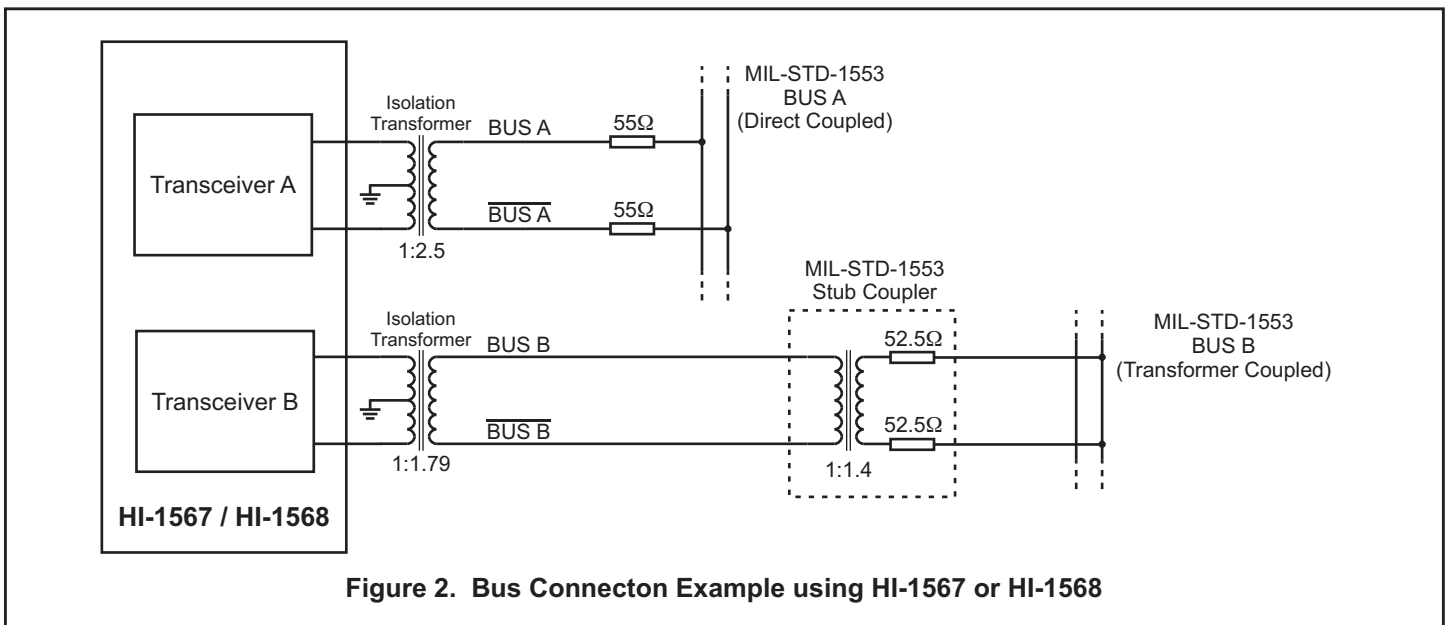 MIL-STD-1553
BUS A
(Direct Coupled)
Isolation
Transformer
BUS A
55Ω
Transceiver A
BUS A
55Ω
1:2.5
MIL-STD-1553
Stub Coupler
Isolation
Transformer
BUS B
52.5Ω
MIL-STD-1553
BUS B
(Transformer Coupled)
Transceiver B
BUS B
52.5Ω
1:1.79
1:1.4
HI-1567 / HI-1568
Figure 2. Bus Connecton Example using HI-1567 or HI-1568